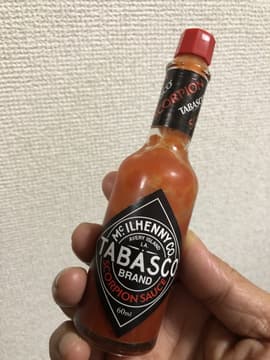 SCORPION
TABASCO
McILHENNY CO.
AVERY ISLAND
LA.
TABASCO
BRAND
SCORPION SAUCE
60ml